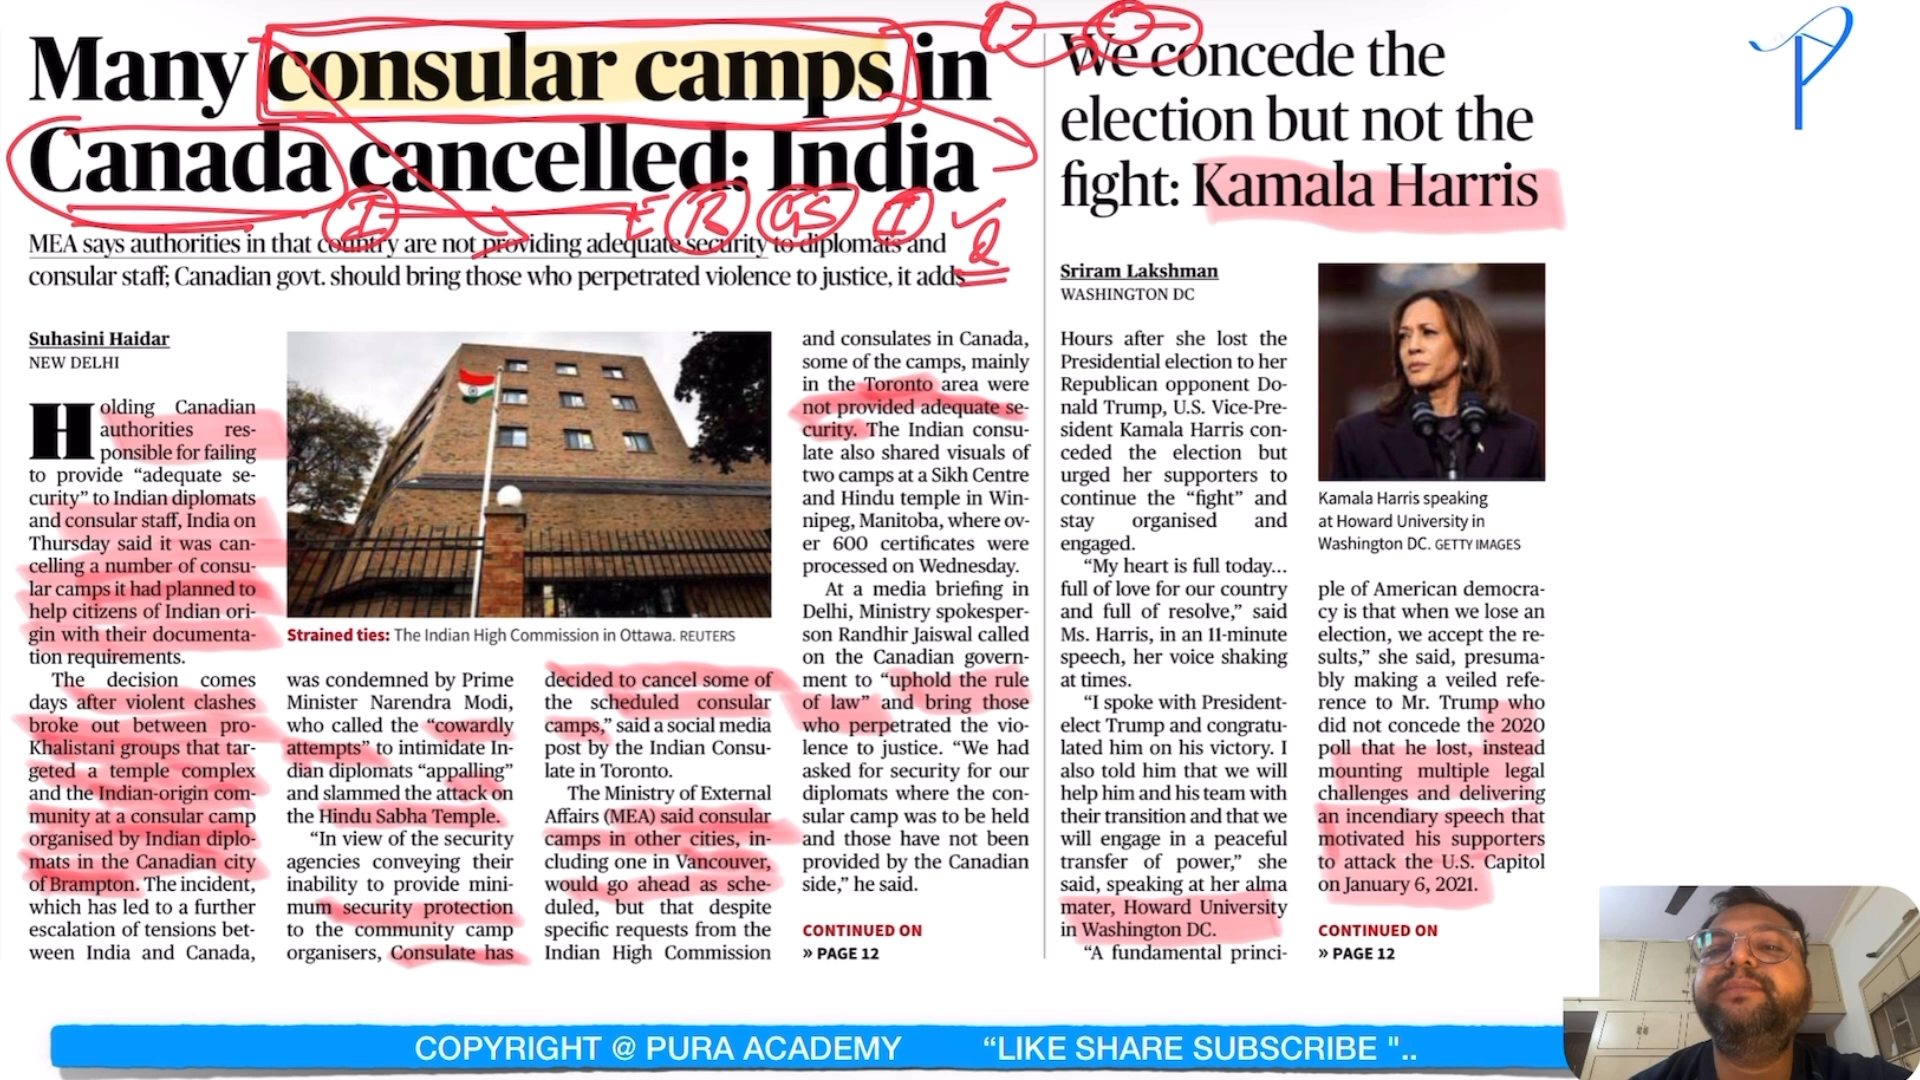 Many consular camps in
Canada cancelled: India
MEA says authorities in that country are not providing adequate security to diplomats and
consular staff; Canadian govt. should bring those who perpetrated violence to justice, it adds
Suhasini Haidar
NEW DELHI
Holding Canadian
authorities res-
ponsible for failing
to provide “adequate se-
curity” to Indian diplomats
and consular staff, India on
Thursday said it was can-
celling a number of consu-
lar camps it had planned to
help citizens of Indian ori-
gin with their documenta-
tion requirements.
The decision comes
days after violent clashes
broke out between pro-
Khalistani groups that tar-
geted a temple complex
and the Indian-origin com-
munity at a consular camp
organised by Indian diplo-
mats in the Canadian city
of Brampton. The incident,
which has led to a further
escalation of tensions bet-
ween India and Canada,
Strained ties: The Indian High Commission in Ottawa. REUTERS
was condemned by Prime
Minister Narendra Modi,
who called the “cowardly
attempts” to intimidate In-
dian diplomats “appalling”
and slammed the attack on
the Hindu Sabha Temple.
“In view of the security
agencies conveying their
inability to provide mini-
mum security protection
to the community camp
organisers, Consulate has
decided to cancel some of
the scheduled consular
camps,” said a social media
post by the Indian Consu-
late in Toronto.
The Ministry of External
Affairs (MEA) said consular
camps in other cities, in-
cluding one in Vancouver,
would go ahead as sche-
duled, but that despite
specific requests from the
Indian High Commission
and consulates in Canada,
some of the camps, mainly
in the Toronto area were
not provided adequate se-
curity. The Indian consu-
late also shared visuals of
two camps at a Sikh Centre
and Hindu temple in Win-
nipeg, Manitoba, where ov-
er 600 certificates were
processed on Wednesday.
At a media briefing in
Delhi, Ministry spokesper-
son Randhir Jaiswal called
on the Canadian govern-
ment to “uphold the rule
of law” and bring those
who perpetrated the vio-
lence to justice. “We had
asked for security for our
diplomats where the con-
sular camp was to be held
and those have not been
provided by the Canadian
side,” he said.
CONTINUED ON
» PAGE 12
We concede the
election but not the
fight: Kamala Harris
Sriram Lakshman
WASHINGTON DC
Hours after she lost the
Presidential election to her
Republican opponent Do-
nald Trump, U.S. Vice-Pre-
sident Kamala Harris con-
ceded the election but
urged her supporters to
continue the “fight” and
stay organised and
engaged.
“My heart is full today...
full of love for our country
and full of resolve,” said
Ms. Harris, in an 11-minute
speech, her voice shaking
at times.
“I spoke with President-
elect Trump and congratu-
lated him on his victory. I
also told him that we will
help him and his team with
their transition and that we
will engage in a peaceful
transfer of power,” she
said, speaking at her alma
mater, Howard University
in Washington DC.
“A fundamental princi-
Kamala Harris speaking
at Howard University in
Washington DC. GETTY IMAGES
ple of American democra-
cy is that when we lose an
election, we accept the re-
sults,” she said, presuma-
bly making a veiled refe-
rence to Mr. Trump who
did not concede the 2020
poll that he lost, instead
mounting multiple legal
challenges and delivering
an incendiary speech that
motivated his supporters
to attack the U.S. Capitol
on January 6, 2021.
CONTINUED ON
» PAGE 12
COPYRIGHT @ PURA ACADEMY “LIKE SHARE SUBSCRIBE "..